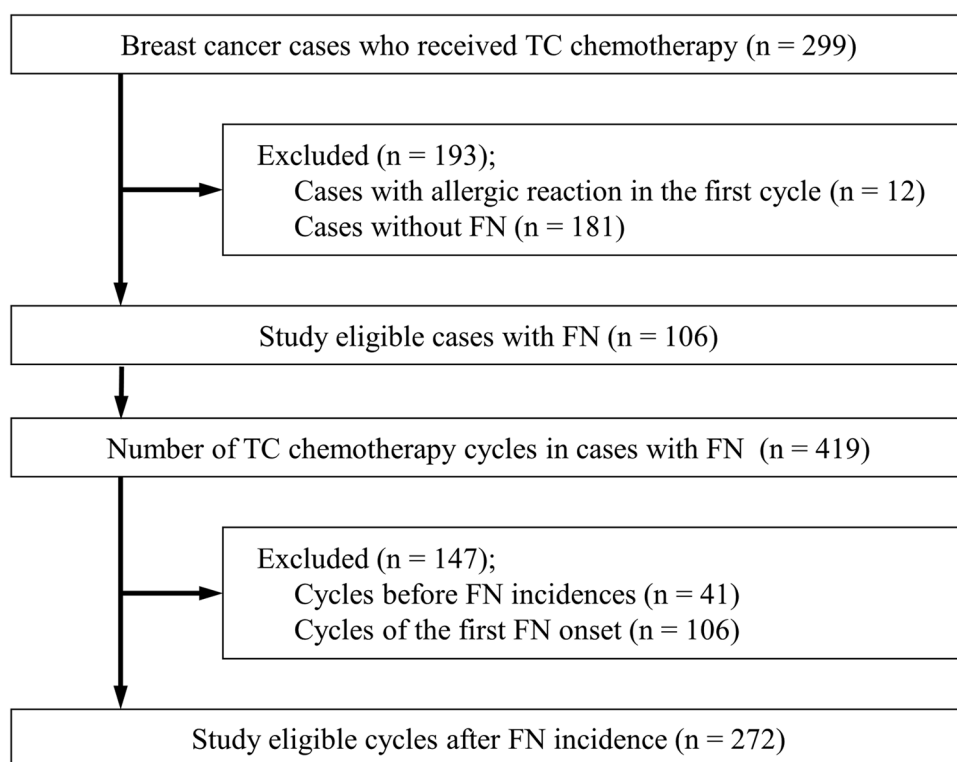 Breast cancer cases who received TC chemotherapy (n = 299)
Excluded (n = 193);
Cases with allergic reaction in the first cycle (n = 12)
Cases without FN (n = 181)
Study eligible cases with FN (n = 106)
Number of TC chemotherapy cycles in cases with FN (n = 419)
Excluded (n = 147);
Cycles before FN incidences (n = 41)
Cycles of the first FN onset (n = 106)
Study eligible cycles after FN incidence (n = 272)